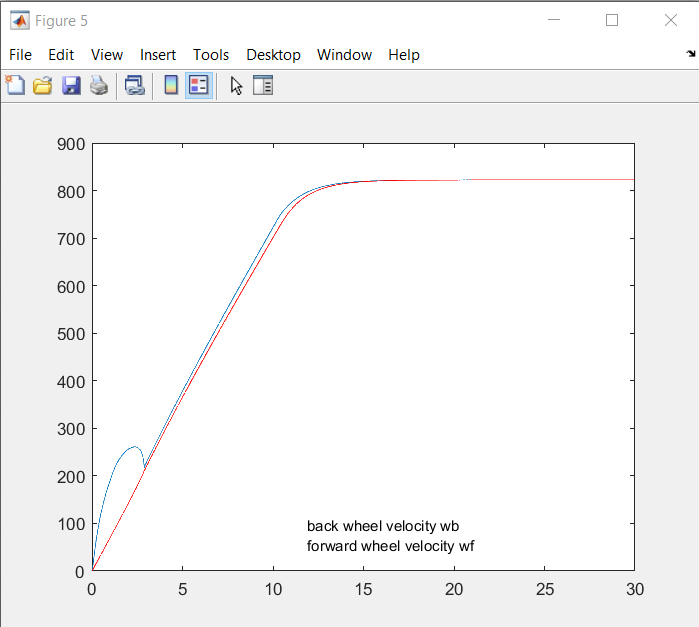 Figure 5
File Edit View Insert Tools Desktop Window Help
900
800
700
600
500
400
300
200
100
0
back wheel velocity wb
forward wheel velocity wf
0 5 10 15 20 25 30